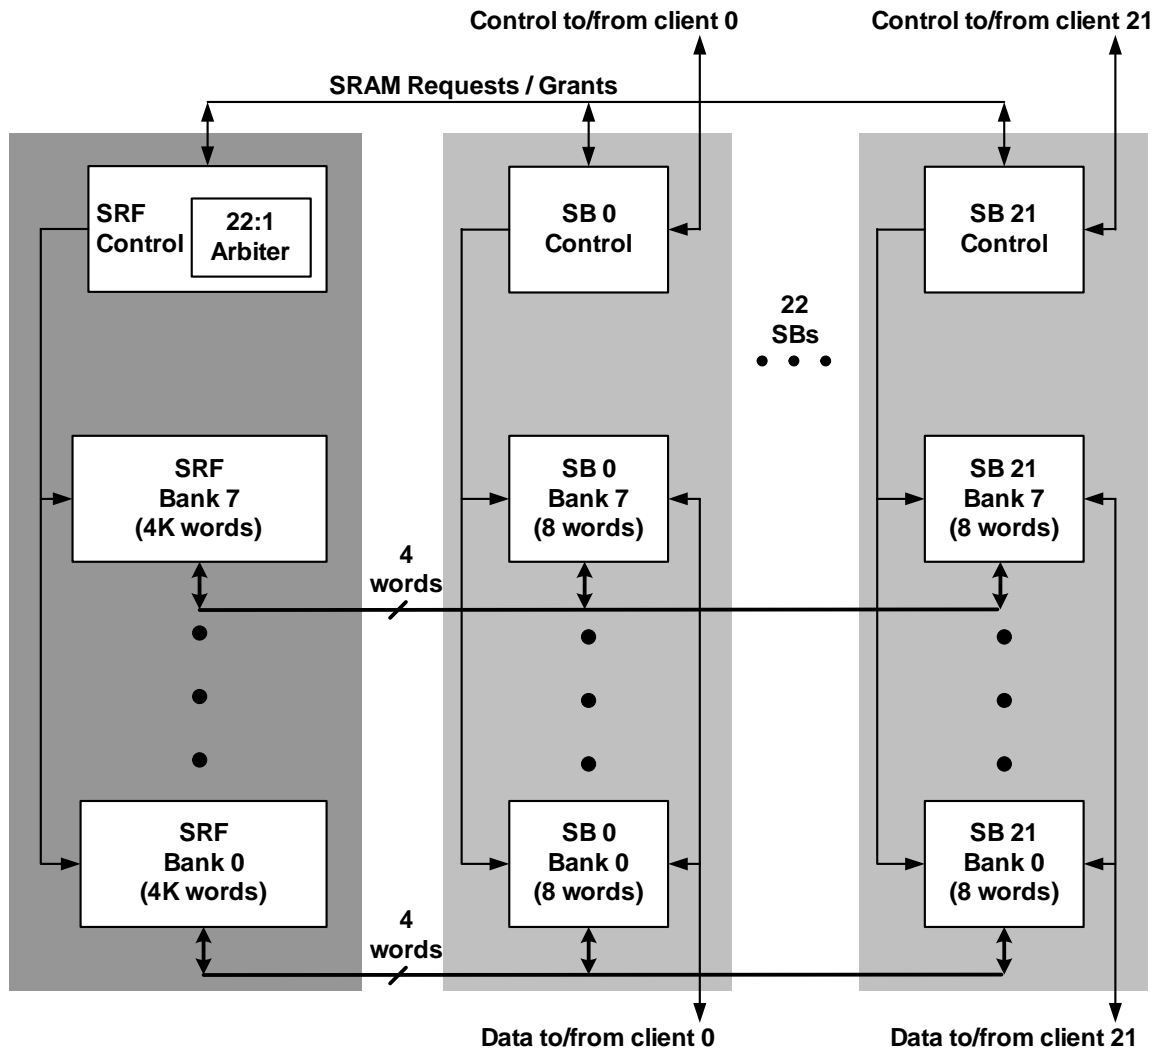 Control to/from client 0
Control to/from client 21
SRAM Requests / Grants
SRF
Control
22:1
Arbiter
SB 0
Control
SB 21
Control
22
SBs
SRF
Bank 7
(4K words)
SB 0
Bank 7
(8 words)
SB 21
Bank 7
(8 words)
4
words
SRF
Bank 0
(4K words)
SB 0
Bank 0
(8 words)
SB 21
Bank 0
(8 words)
4
words
Data to/from client 0
Data to/from client 21